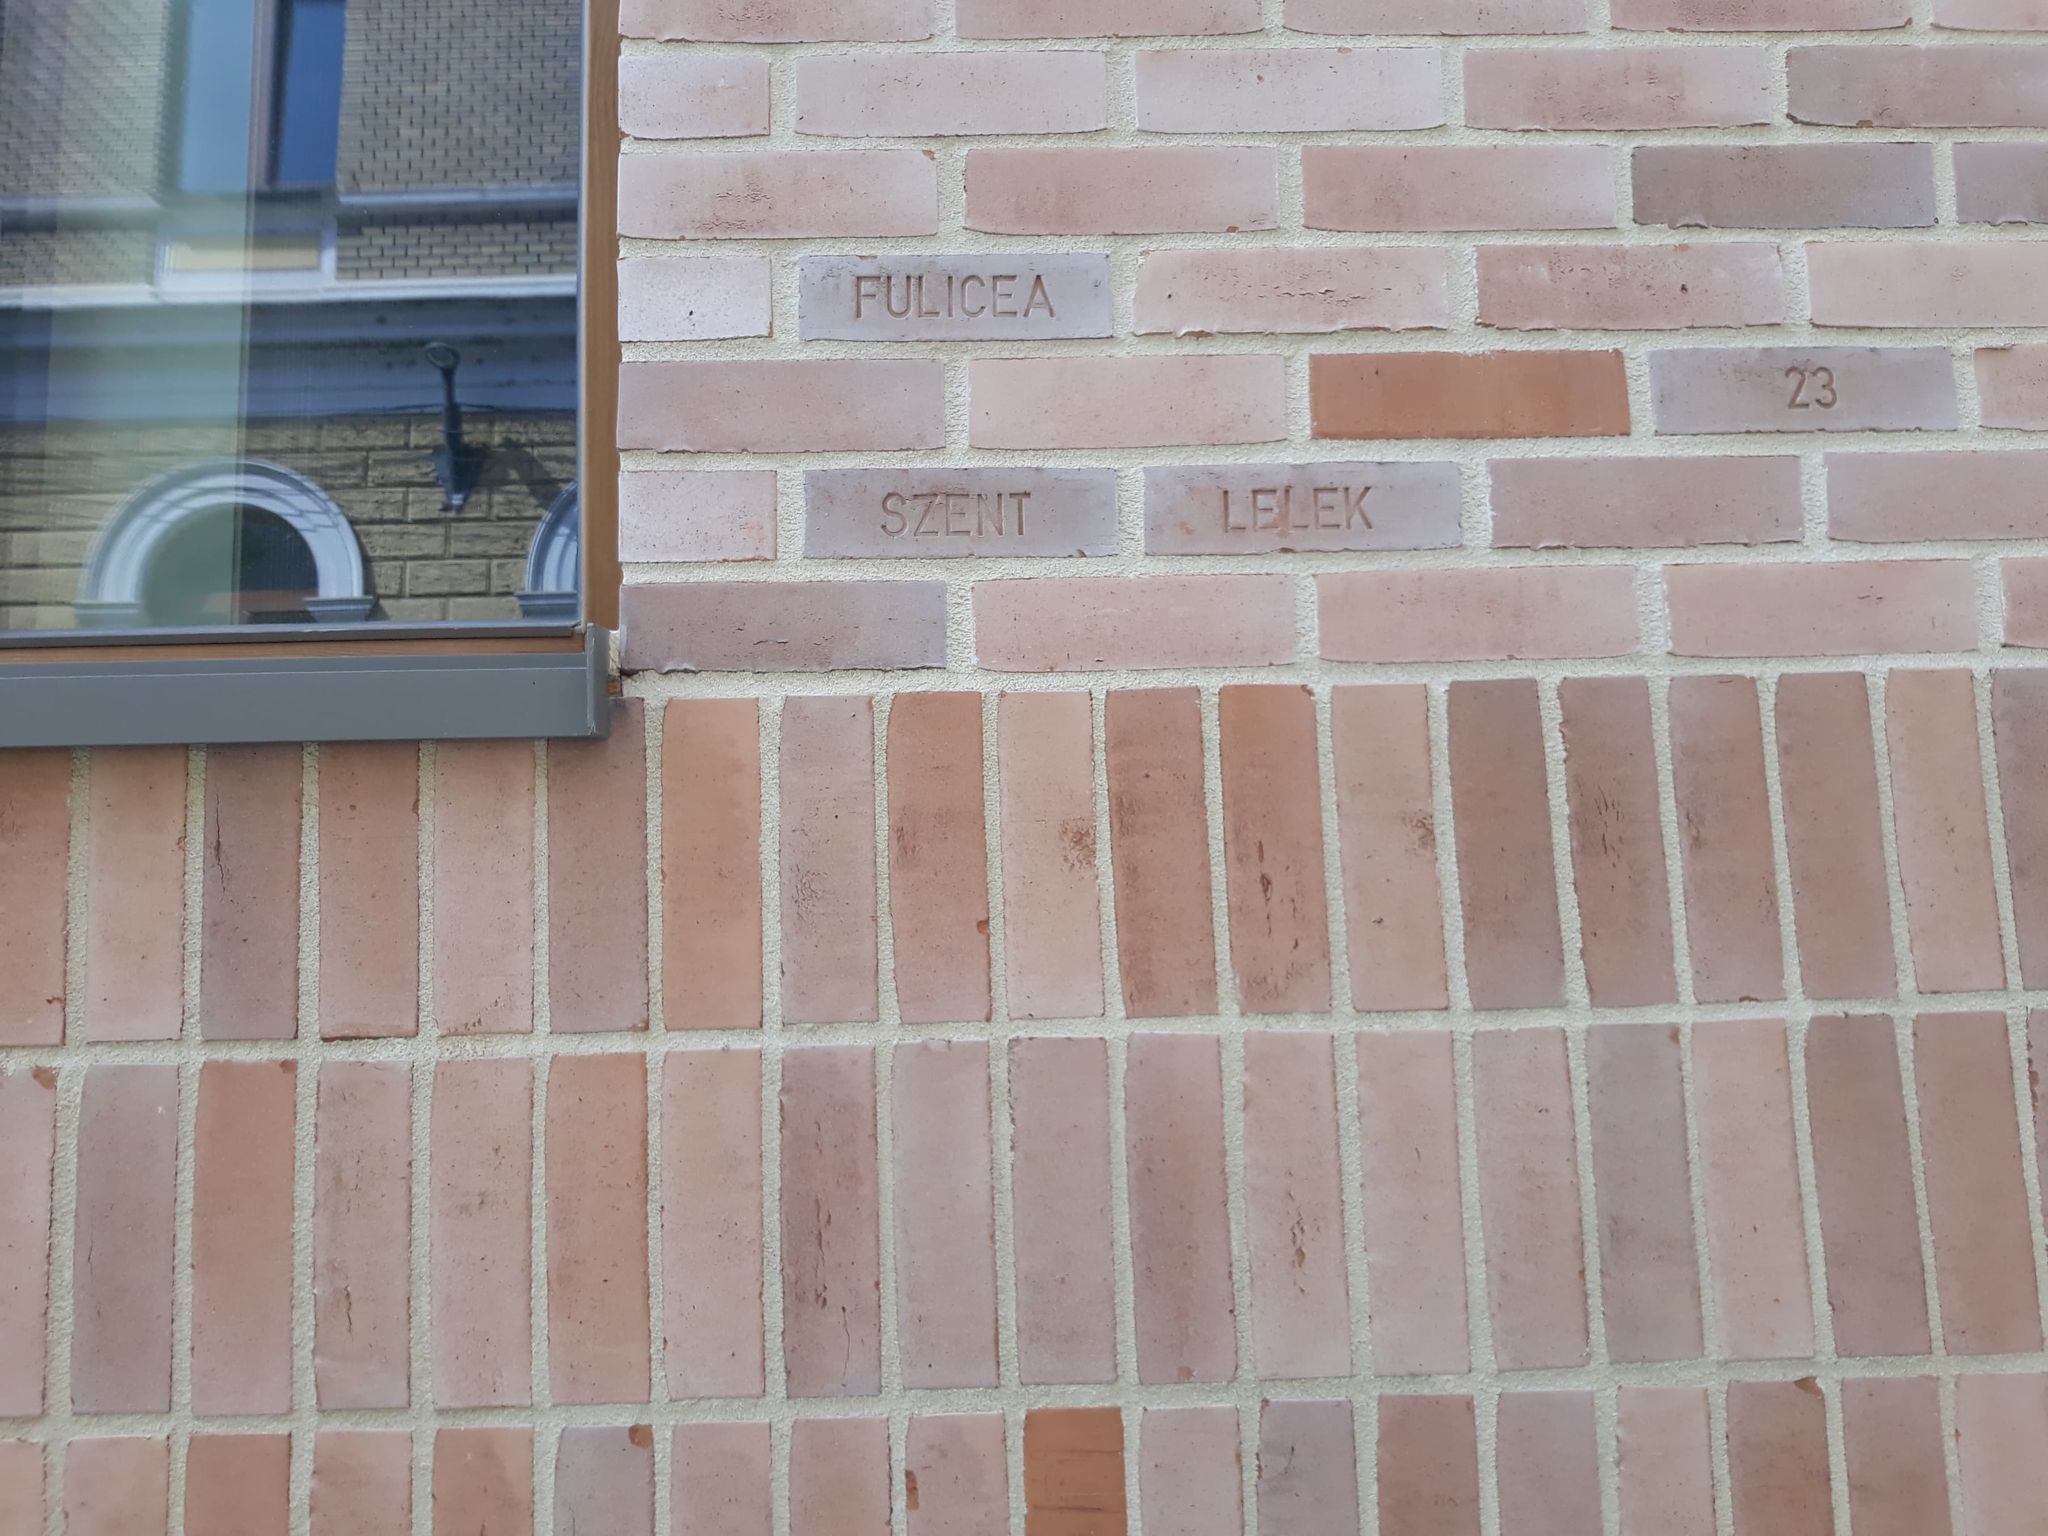 FULICEA
23
SZENT LELEK